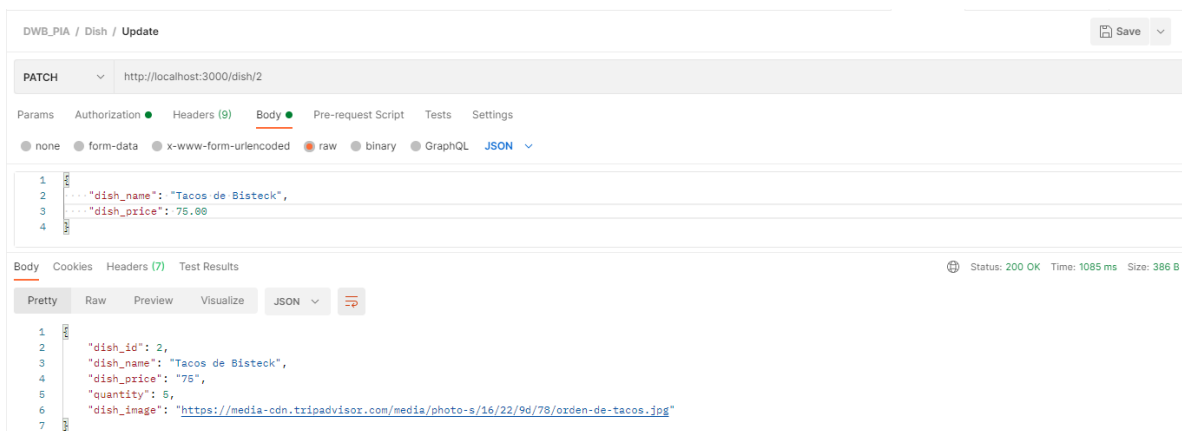 DWB_PIA / Dish / Update Save
PATCH http://localhost:3000/dish/2
Params Authorization Headers (9) Body Pre-request Script Tests Settings
none form-data x-www-form-urlencoded raw binary GraphQL JSON
1 {
2 "dish_name": "Tacos de Bisteck",
3 "dish_price": 75.00
4 }
Body Cookies Headers (7) Test Results Status: 200 OK Time: 1085 ms Size: 386 B
Pretty Raw Preview Visualize JSON
1 {
2 "dish_id": 2,
3 "dish_name": "Tacos de Bisteck",
4 "dish_price": "75",
5 "quantity": 5,
6 "dish_image": "https://media-cdn.tripadvisor.com/media/photo-s/16/22/9d/78/orden-de-tacos.jpg"
7 }